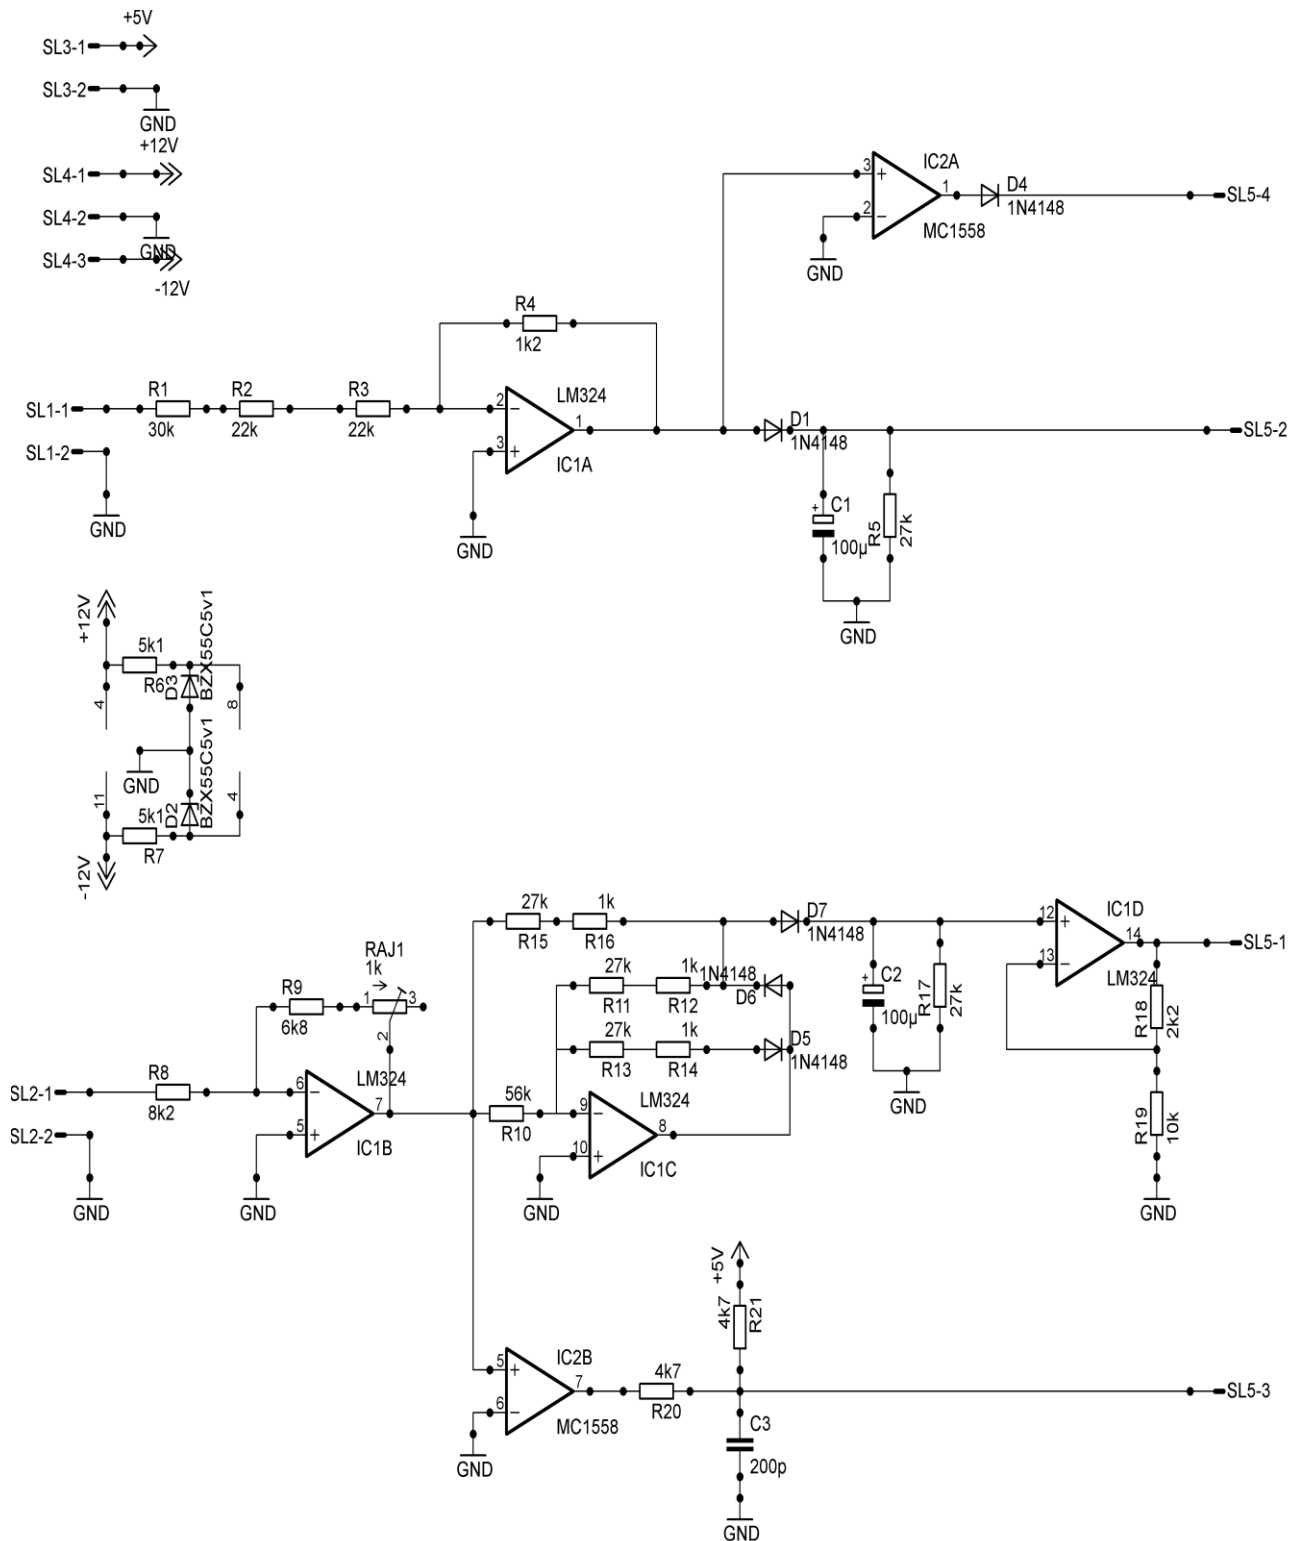 +5V
SL3-1
SL3-2
GND
+12V
SL4-1
SL4-2
GND
SL4-3
-12V
IC2A
3
+
1
2
−
MC1558
D4
1N4148
SL5-4
GND
R4
1k2
SL1-1
R1
30k
R2
22k
R3
22k
LM324
2
−
1
3
+
IC1A
D1
1N4148
SL5-2
SL1-2
GND
GND
+
C1
100µ
R5
27k
GND
+12V
5k1
R6
D3
BZX55C5v1
4
8
GND
11
4
5k1
R7
D2
BZX55C5v1
-12V
27k
R15
1k
R16
D7
1N4148
12
+
IC1D
14
13
−
LM324
SL5-1
27k
R11
1k
R12
1N4148
D6
+
C2
100µ
R17
27k
R18
2k2
R9
6k8
RAJ1
1k
1
3
2
27k
R13
1k
R14
D5
1N4148
GND
SL2-1
R8
8k2
LM324
6
−
7
5
+
IC1B
56k
R10
LM324
9
−
8
10
+
IC1C
R19
10k
SL2-2
GND
GND
GND
GND
+5V
4k7
R21
IC2B
5
+
7
6
−
MC1558
4k7
R20
SL5-3
C3
200p
GND
GND